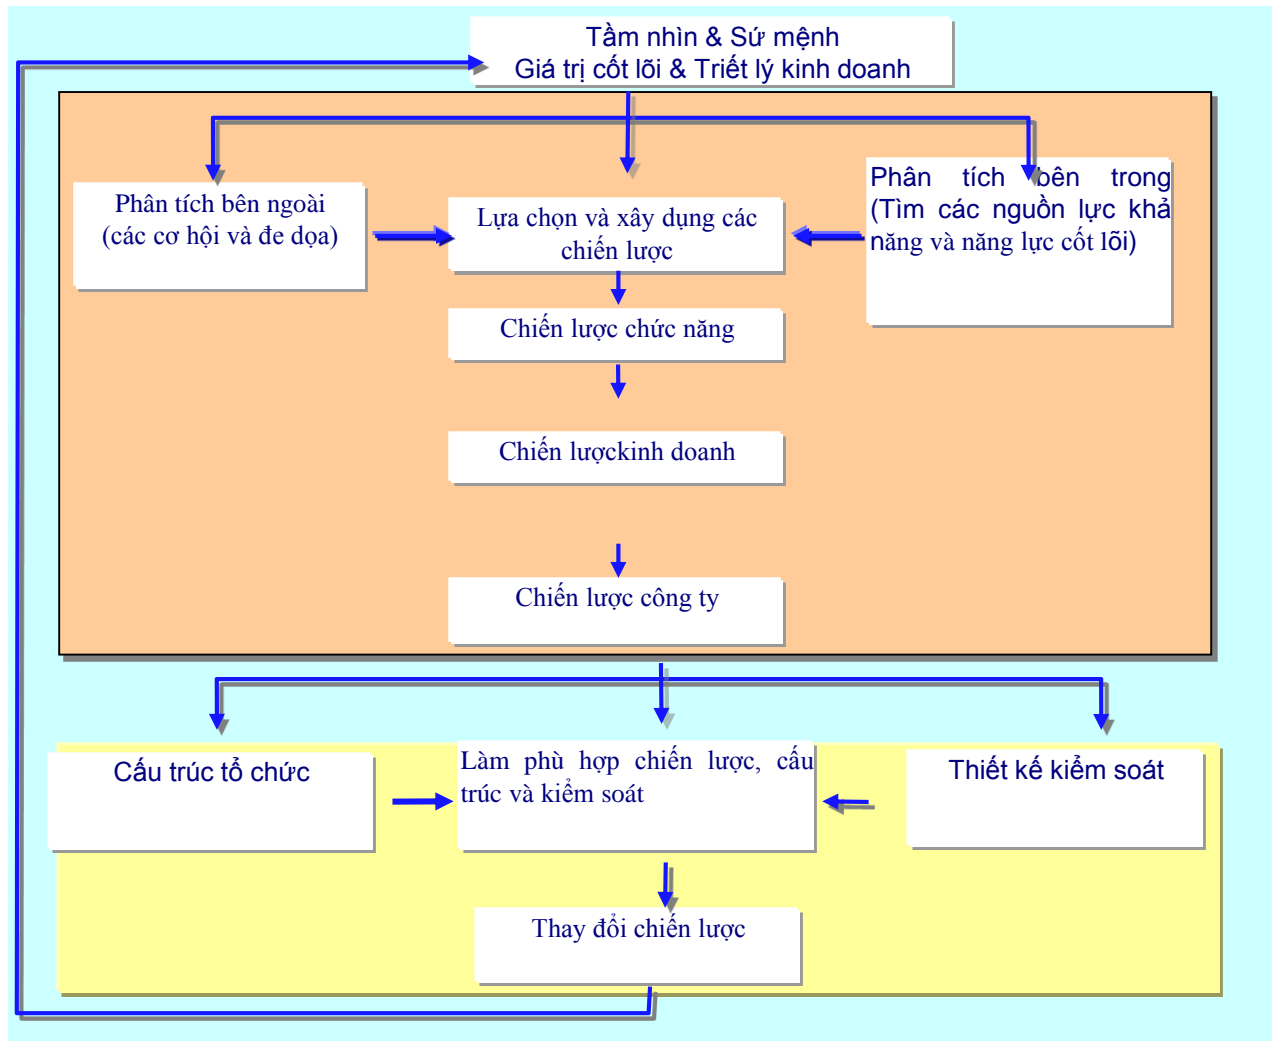 Tầm nhìn & Sứ mệnh
Giá trị cốt lõi & Triết lý kinh doanh
Phân tích bên ngoài
(các cơ hội và đe dọa)
Lựa chọn và xây dụng các
chiến lược
Phân tích bên trong
(Tìm các nguồn lực khả
năng và năng lực cốt lõi)
Chiến lược chức năng
Chiến lượckinh doanh
Chiến lược công ty
Cấu trúc tổ chức
Làm phù hợp chiến lược, cấu
trúc và kiểm soát
Thiết kế kiểm soát
Thay đổi chiến lược